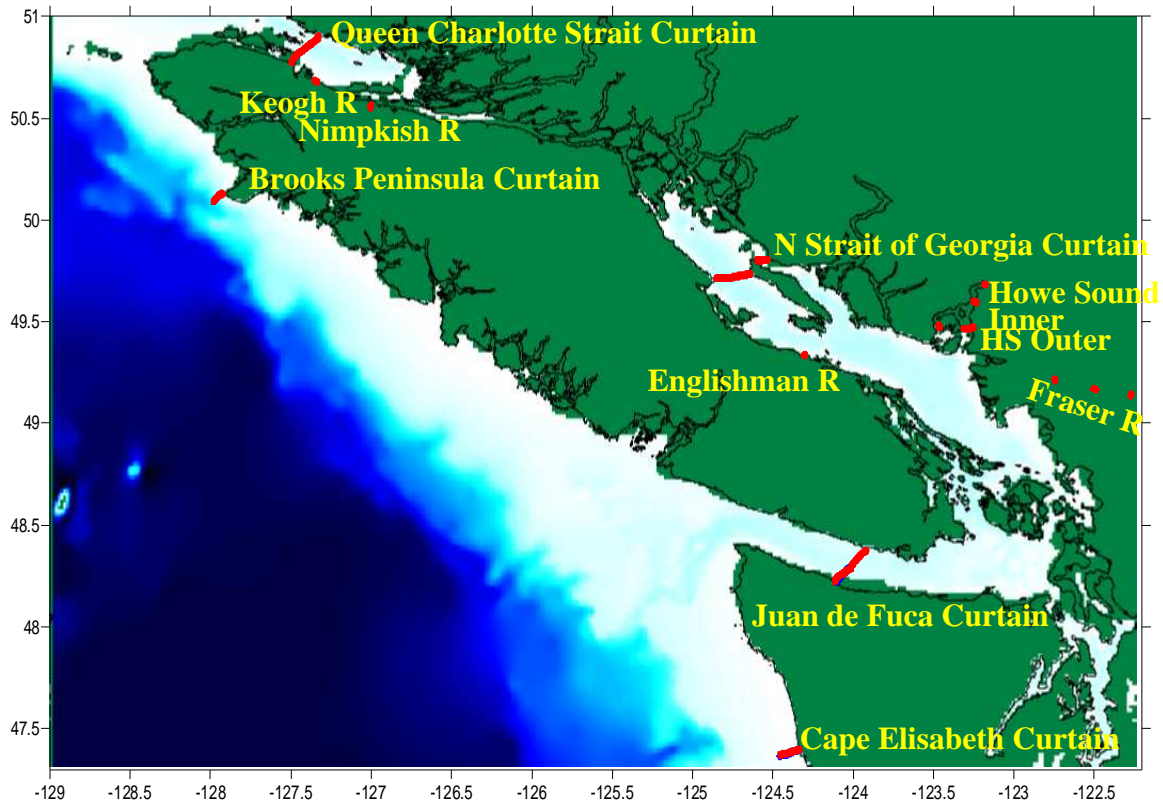 51
Queen Charlotte Strait Curtain
Keogh R
50.5
Nimpkish R
Brooks Peninsula Curtain
50
N Strait of Georgia Curtain
Howe Sound
49.5
Inner
HS Outer
Englishman R
Fraser R
49
48.5
Juan de Fuca Curtain
48
47.5
Cape Elisabeth Curtain
-129 -128.5 -128 -127.5 -127 -126.5 -126 -125.5 -125 -124.5 -124 -123.5 -123 -122.5